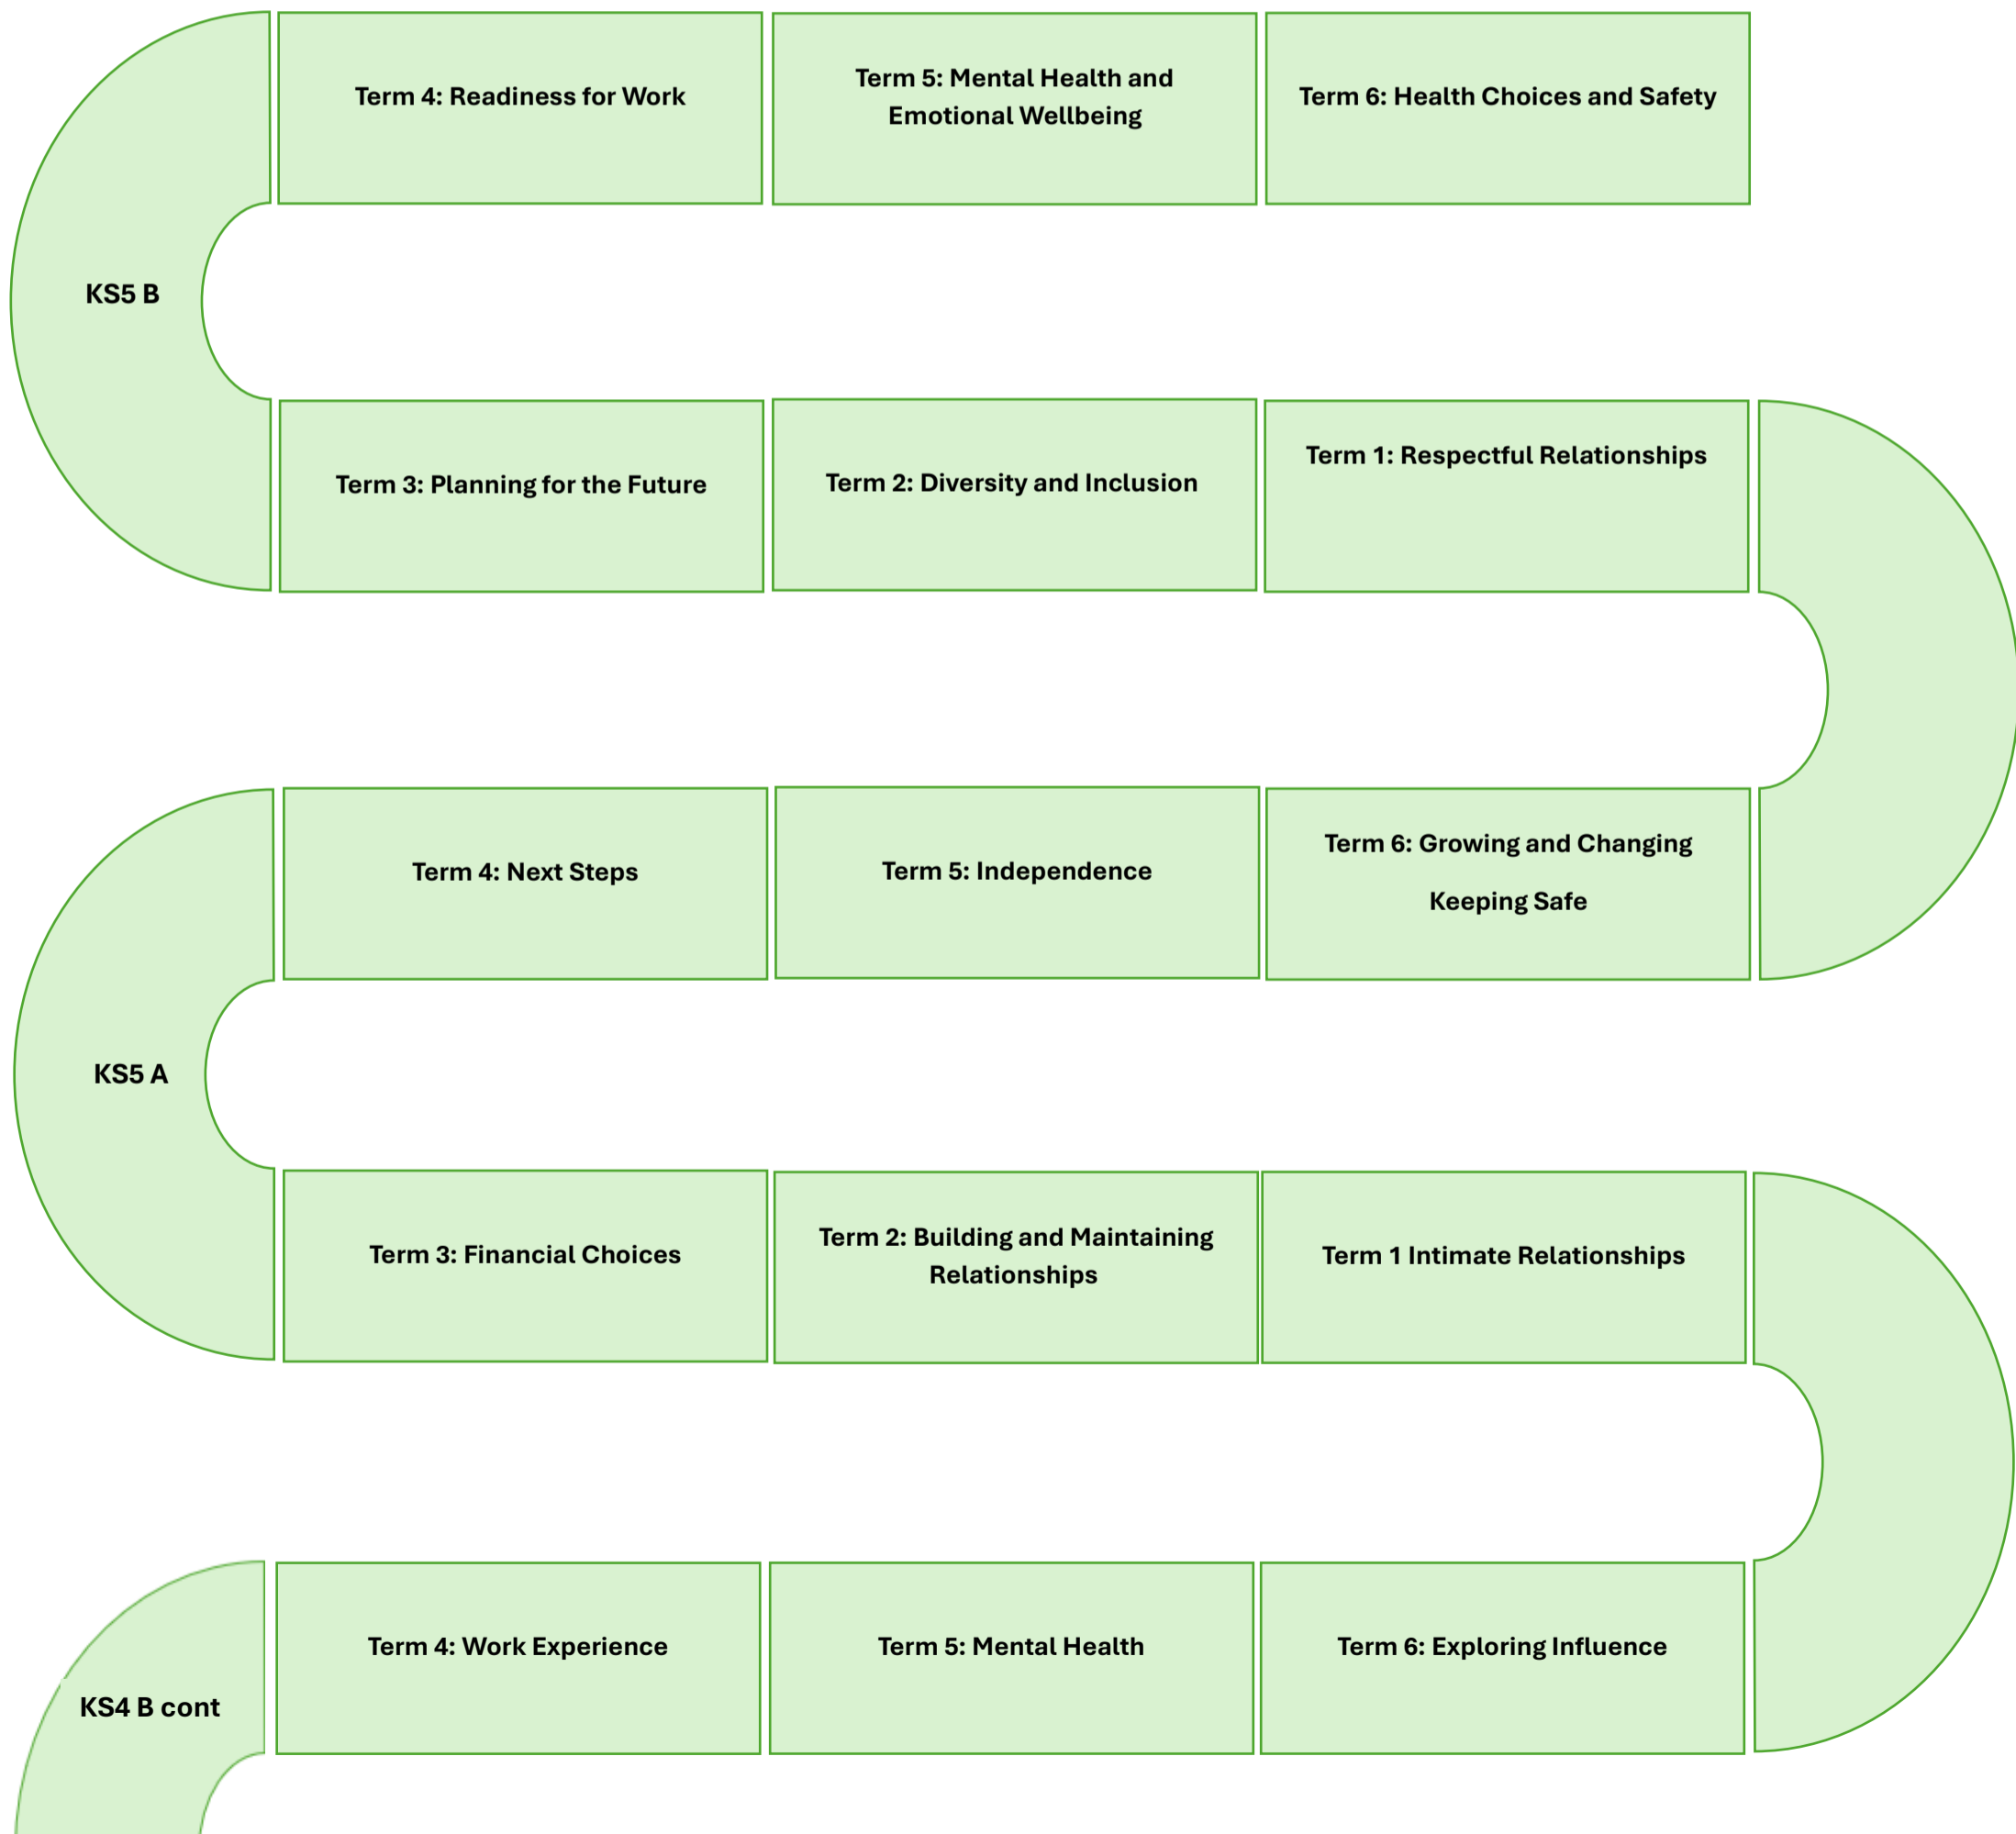 Term 4: Readiness for Work
Term 5: Mental Health and
Emotional Wellbeing
Term 6: Health Choices and Safety
KS5 B
Term 3: Planning for the Future
Term 2: Diversity and Inclusion
Term 1: Respectful Relationships
Term 4: Next Steps
Term 5: Independence
Term 6: Growing and Changing
Keeping Safe
KS5 A
Term 3: Financial Choices
Term 2: Building and Maintaining
Relationships
Term 1 Intimate Relationships
Term 4: Work Experience
Term 5: Mental Health
Term 6: Exploring Influence
KS4 B cont